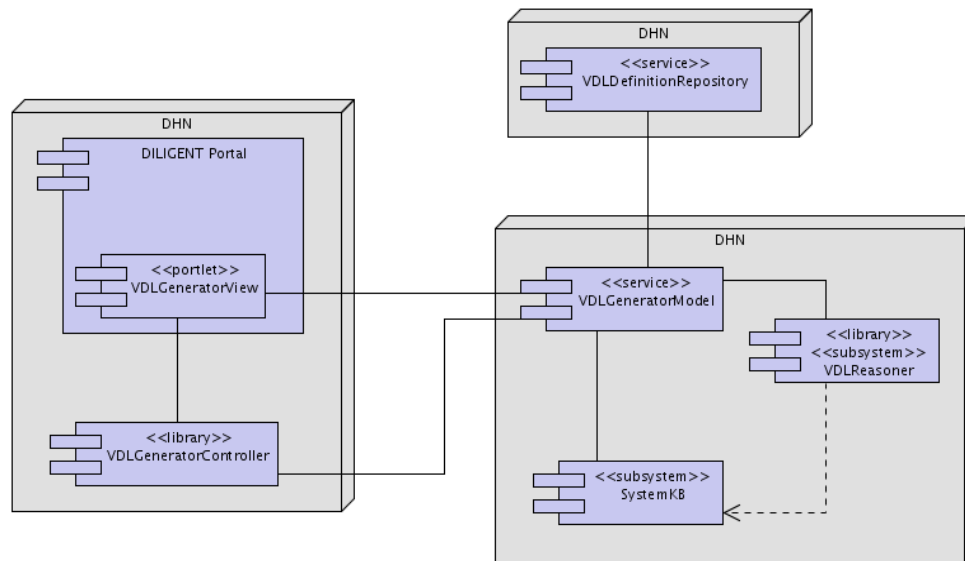 DHN
<<service>>
VDLDefinitionRepository
DHN
DILIGENT Portal
<<portlet>>
VDLGeneratorView
<<library>>
VDLGeneratorController
DHN
<<service>>
VDLGeneratorModel
<<library>>
<<subsystem>>
VDLReasoner
<<subsystem>>
SystemKB